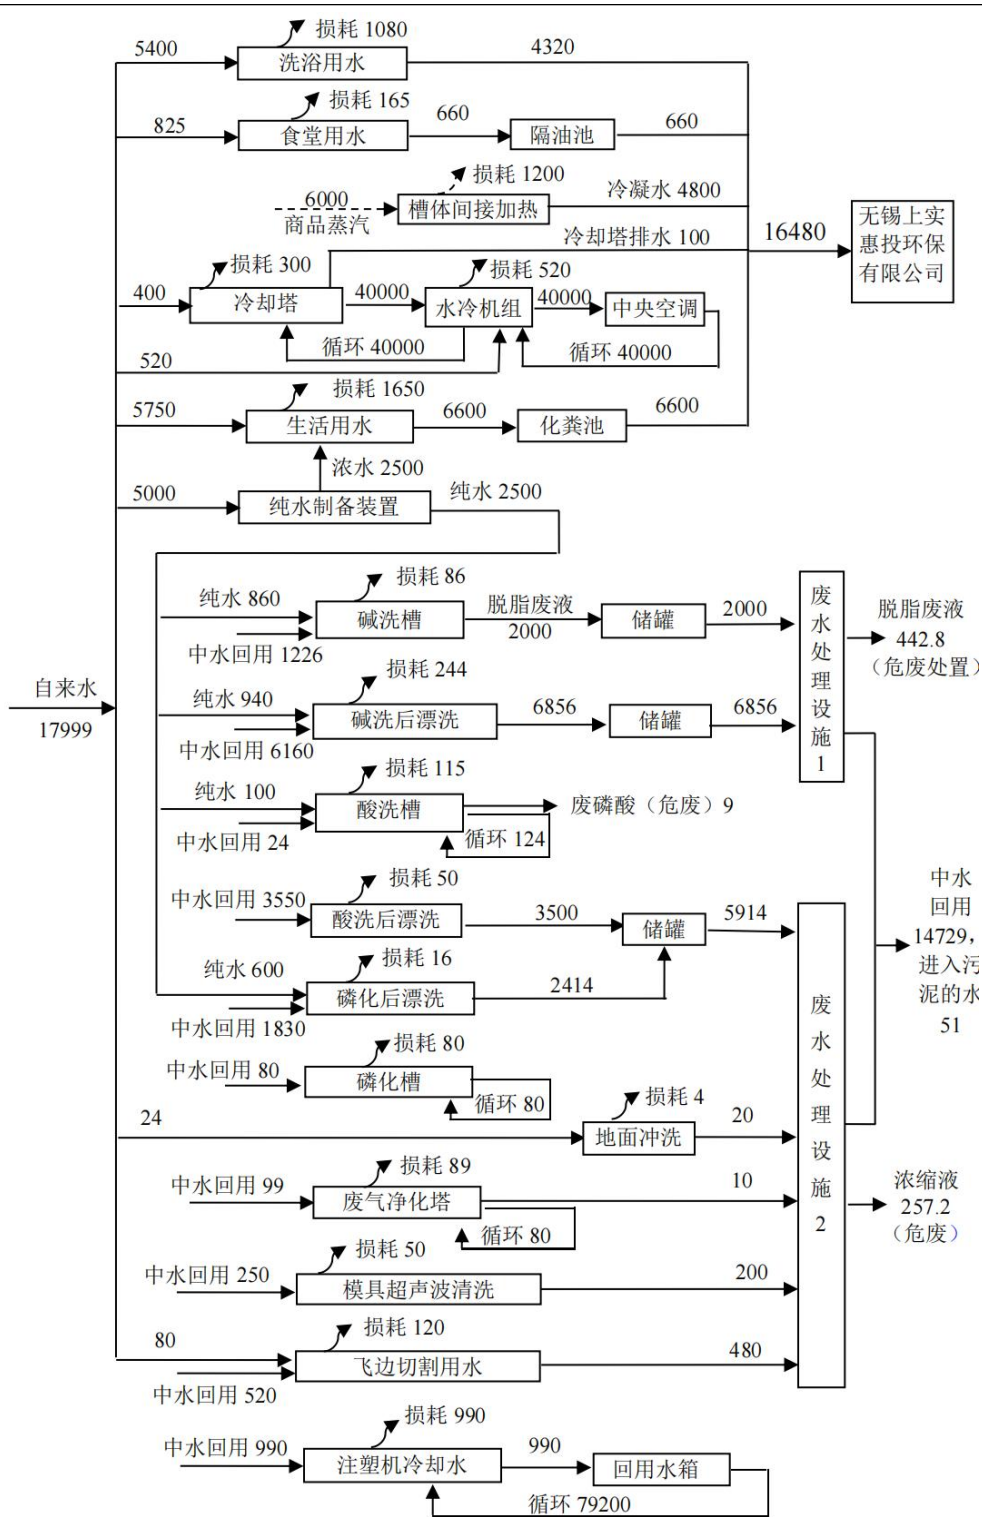 损耗 1080
5400
洗浴用水
4320
损耗 165
825
食堂用水
660
隔油池
660
损耗 1200
6000
商品蒸汽
槽体间接加热
冷凝水 4800
无锡上实
惠投环保
有限公司
16480
冷却塔排水 100
损耗 300
400
冷却塔
40000
损耗 520
水冷机组
40000
中央空调
循环 40000
循环 40000
520
损耗 1650
5750
生活用水
6600
化粪池
6600
浓水 2500
5000
纯水制备装置
纯水 2500
损耗 86
纯水 860
碱洗槽
脱脂废液
2000
储罐
2000
中水回用 1226
废水处理设施1
脱脂废液
442.8
（危废处置）
自来水
17999
损耗 244
纯水 940
碱洗后漂洗
6856
储罐
6856
中水回用 6160
损耗 115
纯水 100
酸洗槽
废磷酸（危废）9
中水回用 24
循环 124
损耗 50
中水回用 3550
酸洗后漂洗
3500
储罐
5914
中水
回用
14729，
进入污
泥的水
51
损耗 16
纯水 600
磷化后漂洗
2414
中水回用 1830
损耗 80
中水回用 80
磷化槽
循环 80
废水处理设施2
24
损耗 4
地面冲洗
20
损耗 89
中水回用 99
废气净化塔
10
循环 80
浓缩液
257.2
（危废）
损耗 50
中水回用 250
模具超声波清洗
200
损耗 120
80
飞边切割用水
480
中水回用 520
损耗 990
中水回用 990
注塑机冷却水
990
回用水箱
循环 79200